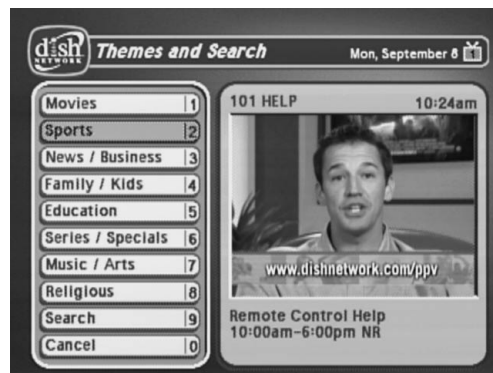 dish
NETWORK
Themes and Search
Mon, September 8
1
Movies 1
Sports 2
News / Business 3
Family / Kids 4
Education 5
Series / Specials 6
Music / Arts 7
Religious 8
Search 9
Cancel 0
101 HELP 10:24am
www.dishnetwork.com/ppv
Remote Control Help
10:00am-6:00pm NR